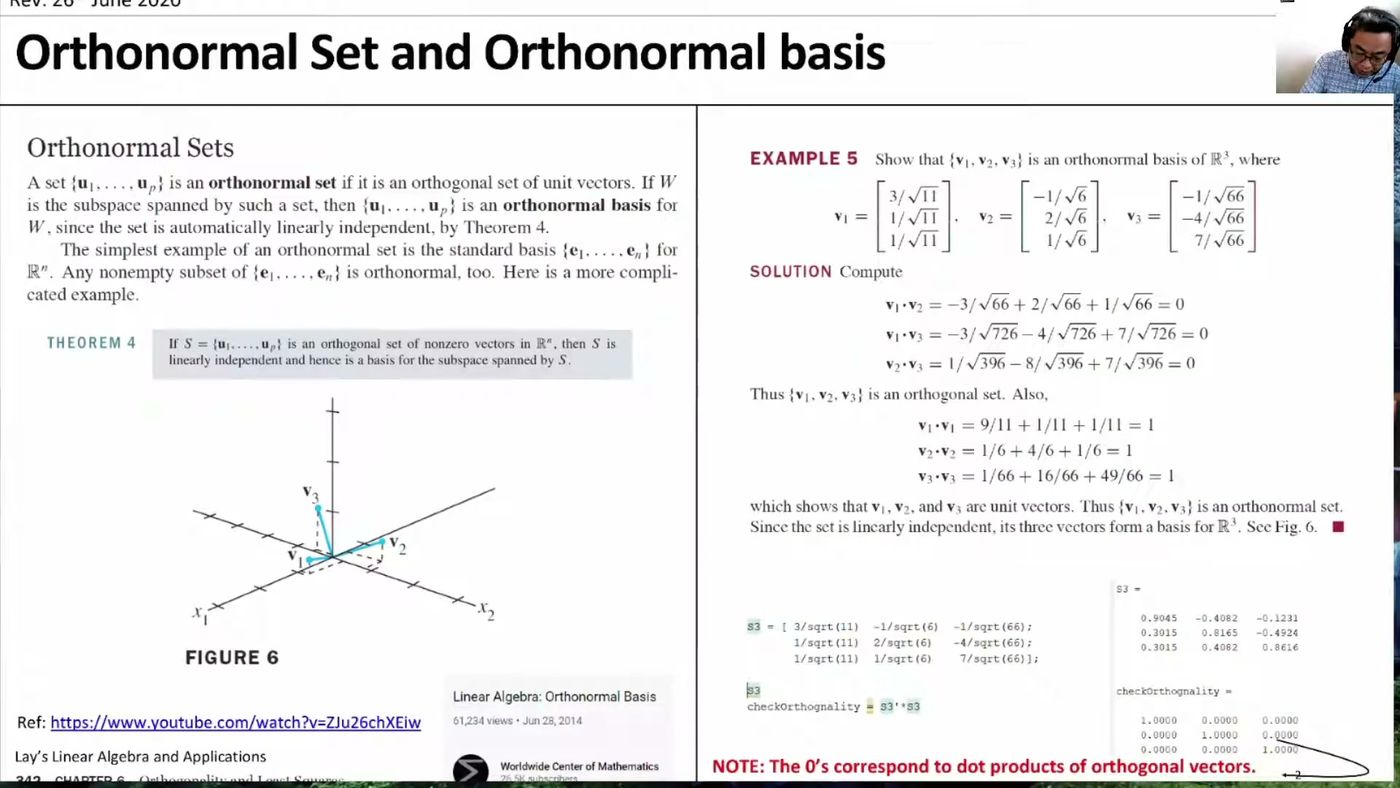 Rev. 26 June 2020
Orthonormal Set and Orthonormal basis
Orthonormal Sets
A set {u₁, . . . , uₚ} is an orthonormal set if it is an orthogonal set of unit vectors. If W
is the subspace spanned by such a set, then {u₁, . . . , uₚ} is an orthonormal basis for
W, since the set is automatically linearly independent, by Theorem 4.
The simplest example of an orthonormal set is the standard basis {e₁, . . . , eₙ} for
ℝⁿ. Any nonempty subset of {e₁, . . . , eₙ} is orthonormal, too. Here is a more compli-
cated example.
THEOREM 4
If S = {u₁, . . . , uₚ} is an orthogonal set of nonzero vectors in ℝⁿ, then S is
linearly independent and hence is a basis for the subspace spanned by S.
v₃
v₁ v₂
x₁ x₂
FIGURE 6
Linear Algebra: Orthonormal Basis
61,234 views • Jun 28, 2014
Ref: https://www.youtube.com/watch?v=ZJu26chXEiw
Worldwide Center of Mathematics
26.5K subscribers
Lay's Linear Algebra and Applications
342 CHAPTER 6 Orthogonality and Least Squares
EXAMPLE 5 Show that {v₁, v₂, v₃} is an orthonormal basis of ℝ³, where
v₁ = [3/√11 1/√11 1/√11], v₂ = [−1/√6 2/√6 1/√6], v₃ = [−1/√66 −4/√66 7/√66]
SOLUTION Compute
v₁•v₂ = −3/√66 + 2/√66 + 1/√66 = 0
v₁•v₃ = −3/√726 − 4/√726 + 7/√726 = 0
v₂•v₃ = 1/√396 − 8/√396 + 7/√396 = 0
Thus {v₁, v₂, v₃} is an orthogonal set. Also,
v₁•v₁ = 9/11 + 1/11 + 1/11 = 1
v₂•v₂ = 1/6 + 4/6 + 1/6 = 1
v₃•v₃ = 1/66 + 16/66 + 49/66 = 1
which shows that v₁, v₂, and v₃ are unit vectors. Thus {v₁, v₂, v₃} is an orthonormal set.
Since the set is linearly independent, its three vectors form a basis for ℝ³. See Fig. 6.
S3 = [ 3/sqrt(11) -1/sqrt(6) -1/sqrt(66);
1/sqrt(11) 2/sqrt(6) -4/sqrt(66);
1/sqrt(11) 1/sqrt(6) 7/sqrt(66)];
S3
checkOrthognality = S3'*S3
S3 =
0.9045 -0.4082 -0.1231
0.3015 0.8165 -0.4924
0.3015 0.4082 0.8616
checkOrthognality =
1.0000 0.0000 0.0000
0.0000 1.0000 0.0000
0.0000 0.0000 1.0000
NOTE: The 0's correspond to dot products of orthogonal vectors.
2